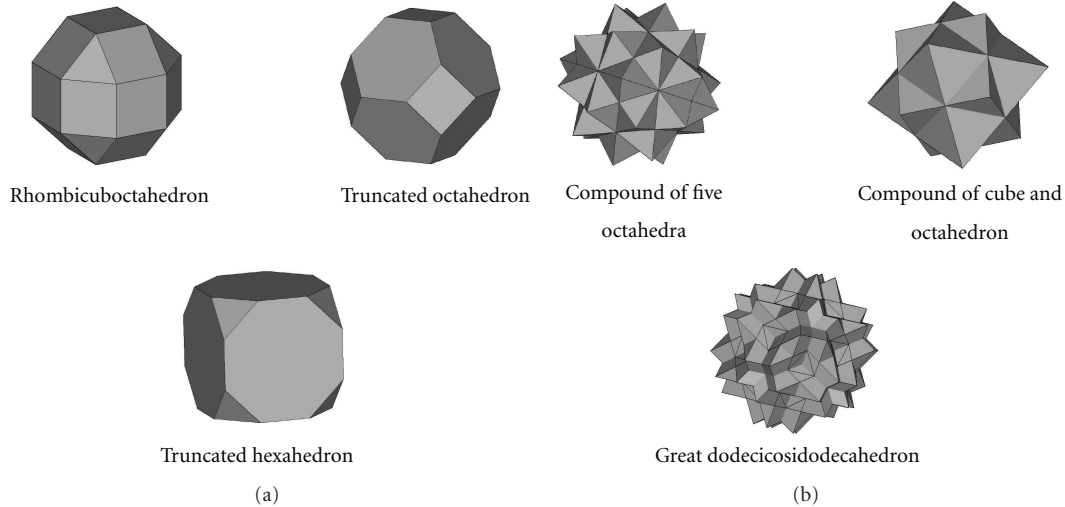 Rhombicuboctahedron
Truncated octahedron
Compound of five
octahedra
Compound of cube and
octahedron
Truncated hexahedron
Great dodecicosidodecahedron
(a)
(b)